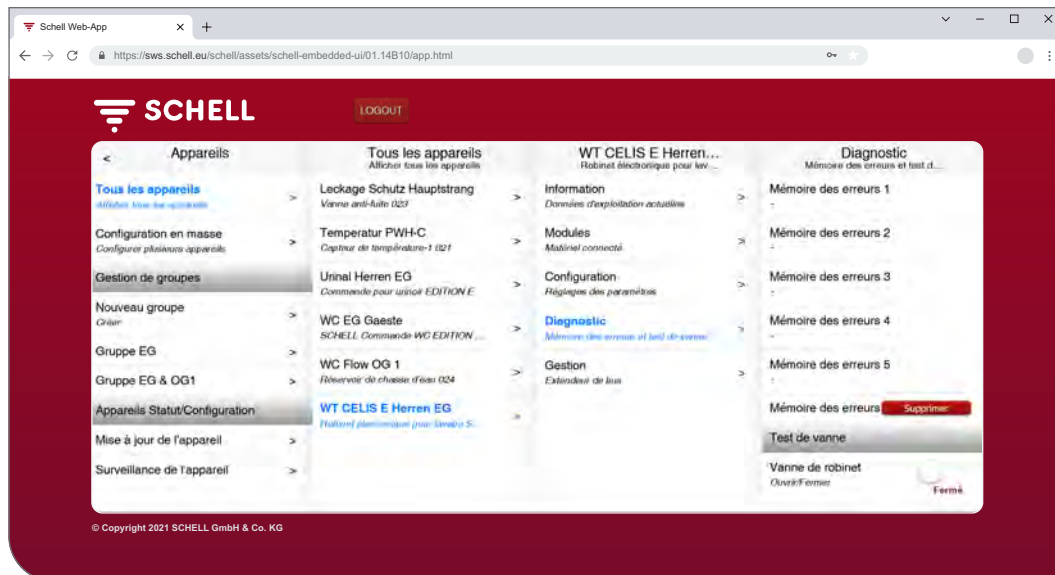 Schell Web-App
https://sws.schell.eu/schell/assets/schell-embedded-ui/01.14B10/app.html
SCHELL
LOGOUT
< Appareils
Tous les appareils
Afficher tous les appareils
>
Configuration en masse
Configurer plusieurs appareils
>
Gestion de groupes
Nouveau groupe
Créer
>
Gruppe EG >
Gruppe EG & OG1 >
Appareils Statut/Configuration
Mise à jour de l'appareil >
Surveillance de l'appareil >
Tous les appareils
Afficher tous les appareils
Leckage Schutz Hauptstrang
Vanne anti-fuite 023
>
Temperatur PWH-C
Capteur de température-1 021
>
Urinal Herren EG
Commande pour urinoir EDITION E
>
WC EG Gaeste
SCHELL Commande WC EDITION ...
>
WC Flow OG 1
Réservoir de chasse d'eau 024
>
WT CELIS E Herren EG
Robinet électronique pour lavabo S...
>
WT CELIS E Herren...
Robinet électronique pour lav...
Information
Données d'exploitation actuelles
>
Modules
Matériel connecté
>
Configuration
Réglages des paramètres
>
Diagnostic
Mémoire des erreurs et test de vanne
>
Gestion
Extendeur de bus
>
Diagnostic
Mémoire des erreurs et test d...
Mémoire des erreurs 1
-
Mémoire des erreurs 2
-
Mémoire des erreurs 3
-
Mémoire des erreurs 4
-
Mémoire des erreurs 5
-
Mémoire des erreurs Supprimer
Test de vanne
Vanne de robinet
Ouvrir/Fermer
Fermé
© Copyright 2021 SCHELL GmbH & Co. KG